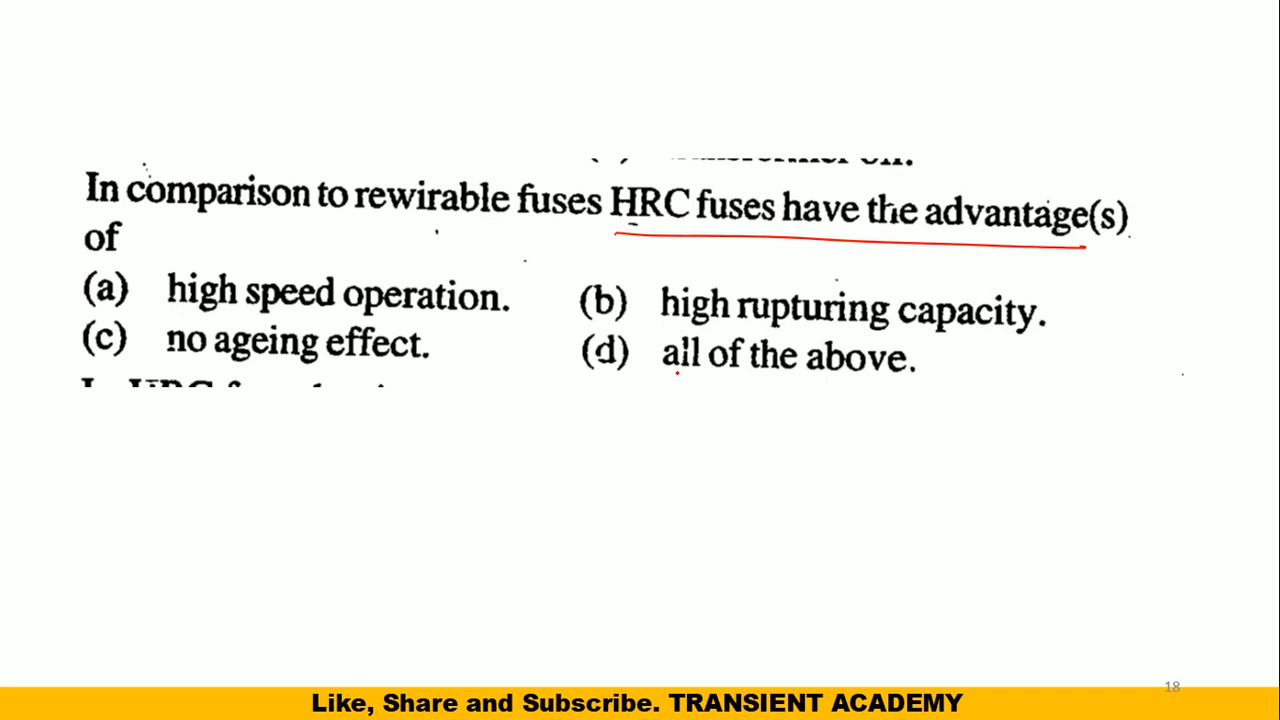 In comparison to rewirable fuses HRC fuses have the advantage(s)
of
(a) high speed operation. (b) high rupturing capacity.
(c) no ageing effect. (d) all of the above.
18
Like, Share and Subscribe. TRANSIENT ACADEMY